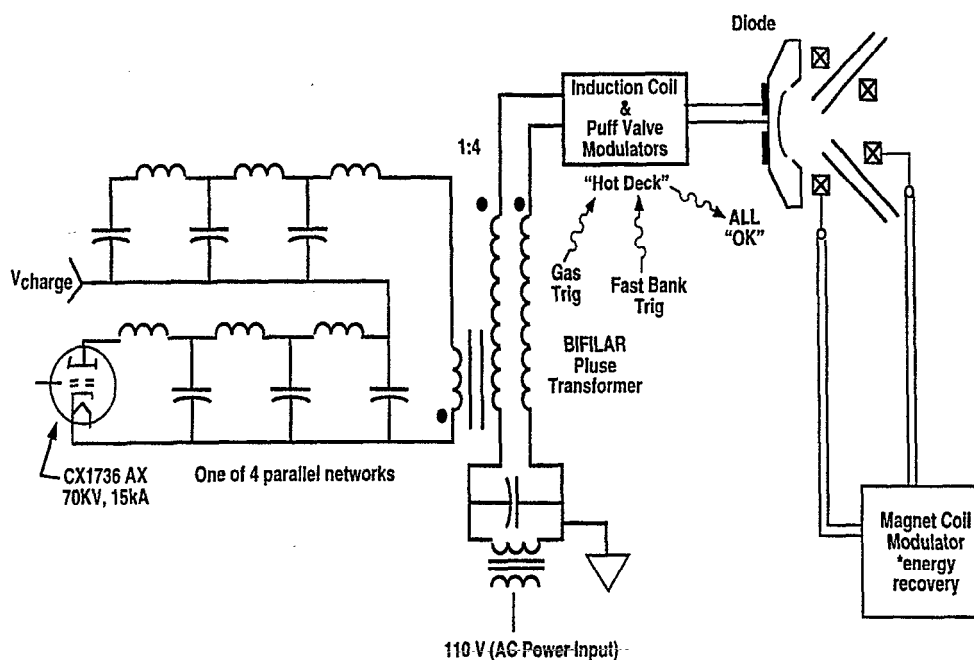 Diode
Induction Coil
&
Puff Valve
Modulators
1:4
"Hot Deck"
ALL
"OK"
Gas
Trig
Fast Bank
Trig
Vcharge
BIFILAR
Pluse
Transformer
CX1736 AX
70KV, 15kA
One of 4 parallel networks
Magnet Coil
Modulator
*energy
recovery
110 V (AC Power Input)